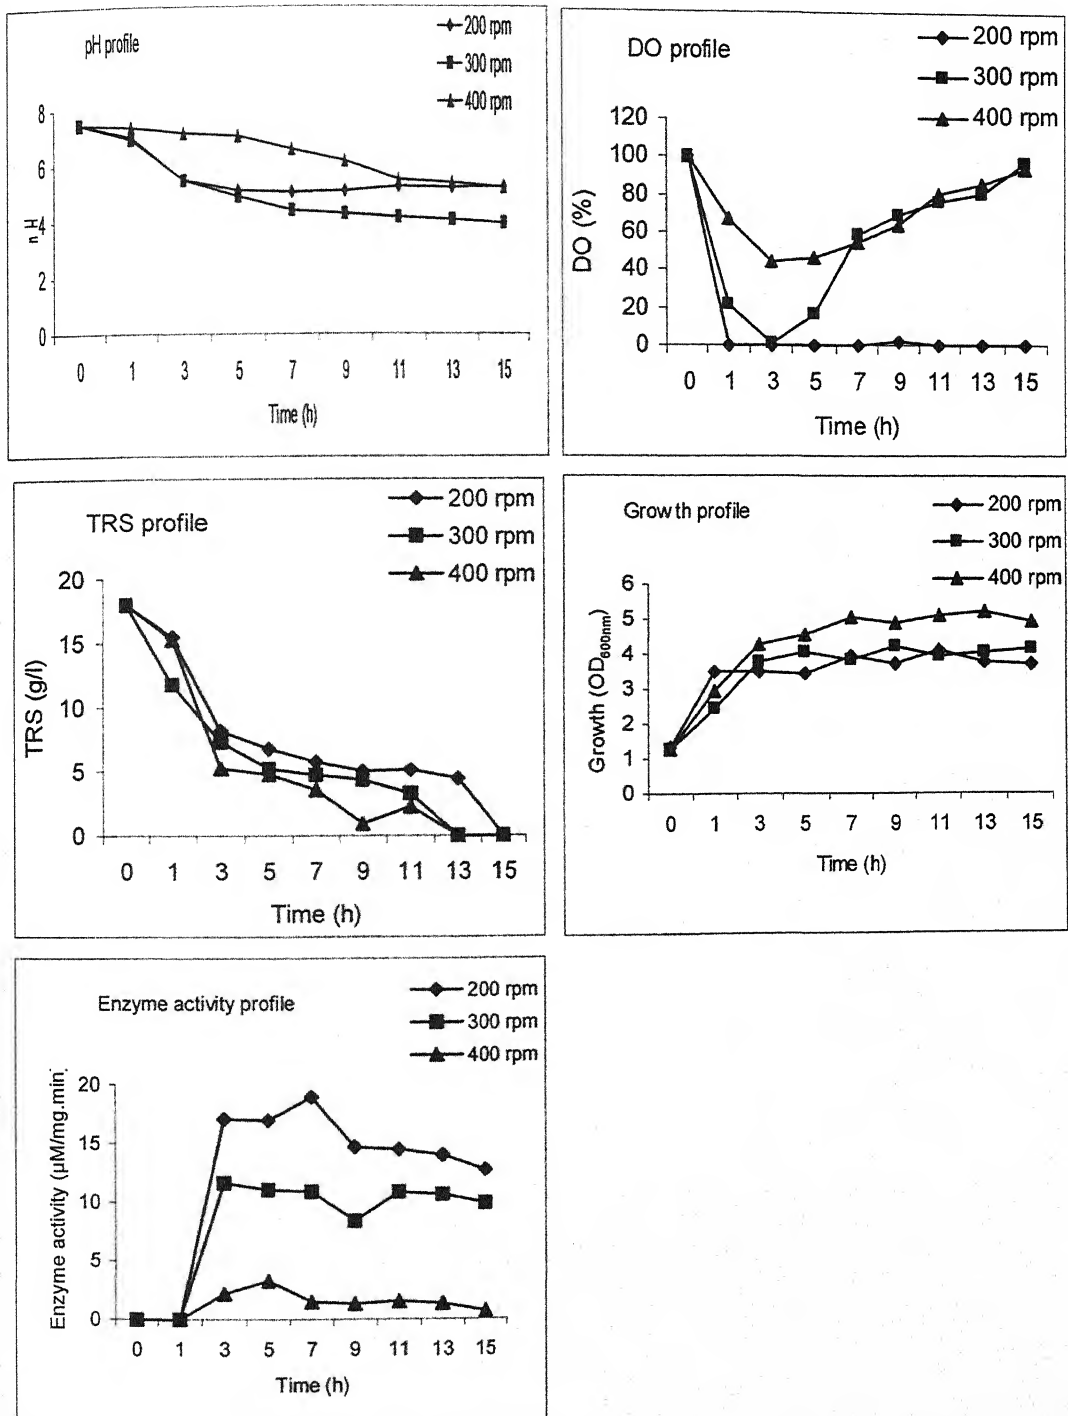 pH profile
200 rpm
300 rpm
400 rpm
8
6
4
2
0
pH
0 1 3 5 7 9 11 13 15
Time (h)
DO profile
200 rpm
300 rpm
400 rpm
120
100
80
60
40
20
0
DO (%)
0 1 3 5 7 9 11 13 15
Time (h)
TRS profile
200 rpm
300 rpm
400 rpm
20
15
10
5
0
TRS (g/l)
0 1 3 5 7 9 11 13 15
Time (h)
Growth profile
200 rpm
300 rpm
400 rpm
6
5
4
3
2
1
0
Growth (OD600nm)
0 1 3 5 7 9 11 13 15
Time (h)
Enzyme activity profile
200 rpm
300 rpm
400 rpm
20
15
10
5
0
Enzyme activity (µM/mg.min)
0 1 3 5 7 9 11 13 15
Time (h)